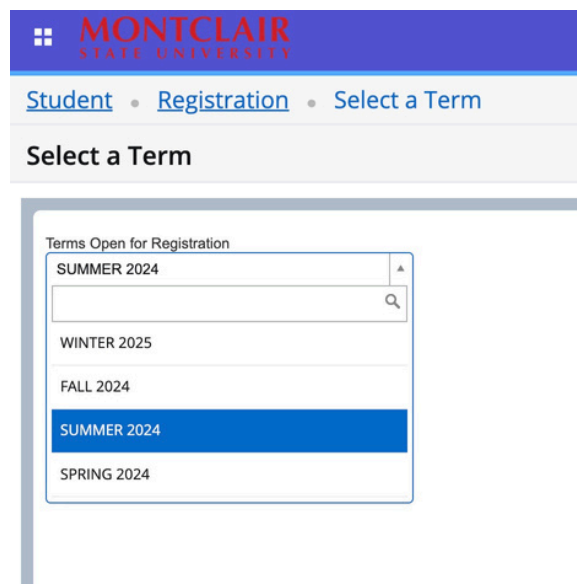 MONTCLAIR
STATE UNIVERSITY
Student • Registration • Select a Term
Select a Term
Terms Open for Registration
SUMMER 2024
WINTER 2025
FALL 2024
SUMMER 2024
SPRING 2024